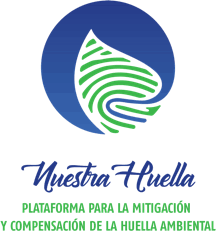 Nuestra Huella
PLATAFORMA PARA LA MITIGACIÓN
Y COMPENSACIÓN DE LA HUELLA AMBIENTAL